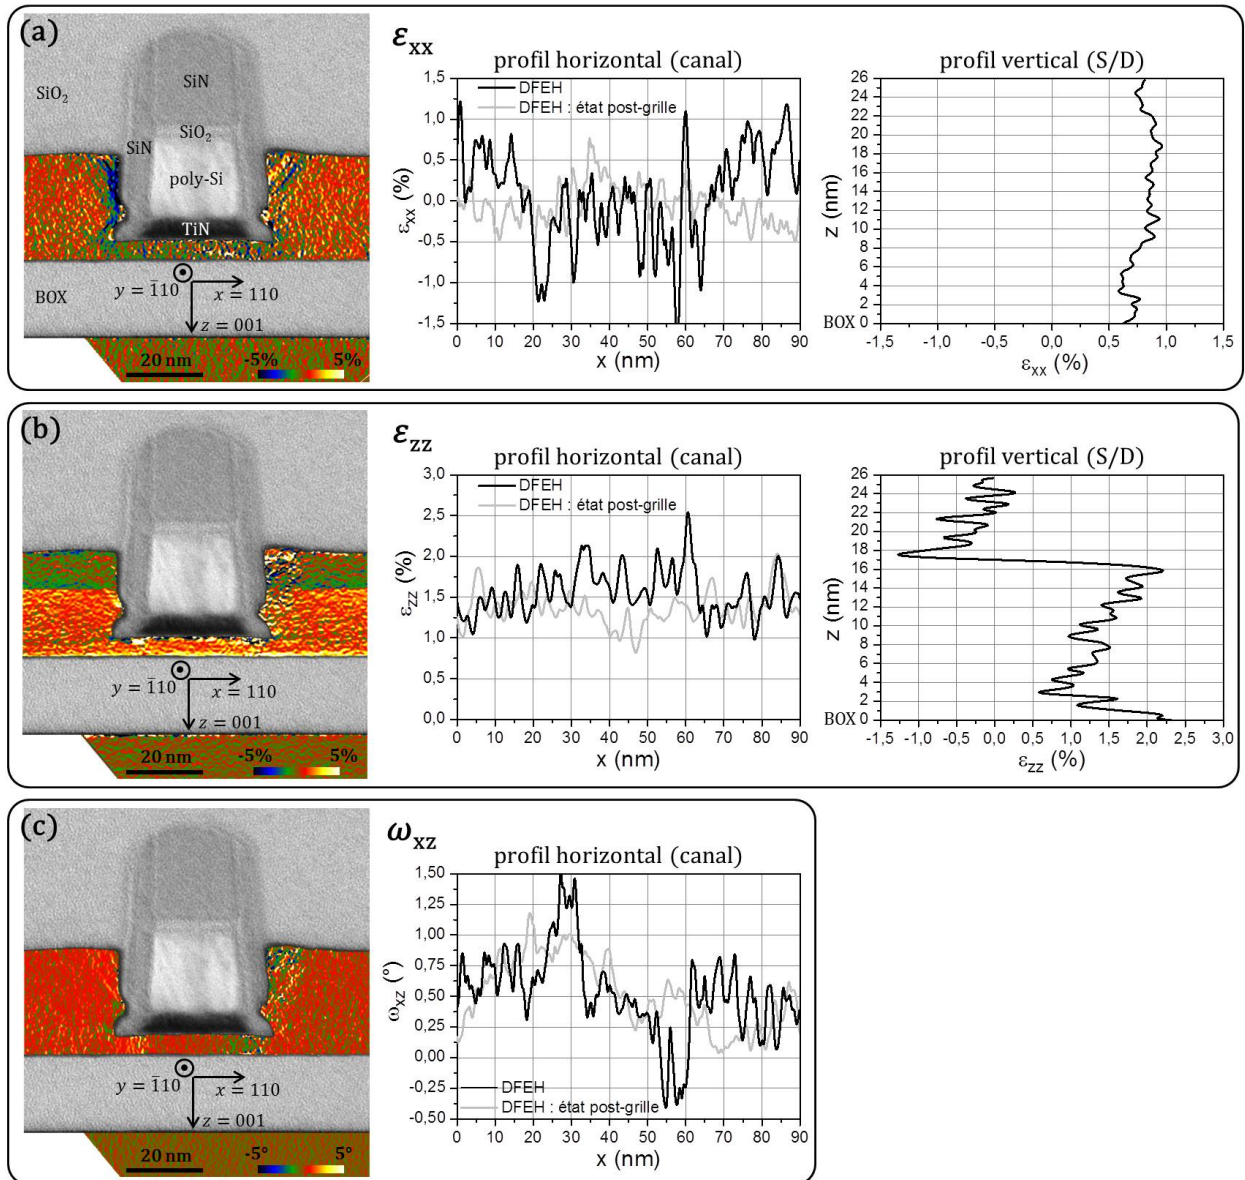 (a)
SiN
SiO₂
SiO₂
SiN
poly-Si
TiN
BOX
y = 1̅10
x = 110
z = 001
20 nm
-5%
5%
εxx
profil horizontal (canal)
DFEH
DFEH : état post-grille
1,5
1,0
0,5
0,0
-0,5
-1,0
-1,5
εxx (%)
0 10 20 30 40 50 60 70 80 90
x (nm)
profil vertical (S/D)
26
24
22
20
18
16
14
12
10
8
6
4
2
BOX 0
z (nm)
-1,5 -1,0 -0,5 0,0 0,5 1,0 1,5
εxx (%)
(b)
y = 1̅10
x = 110
z = 001
20 nm
-5%
5%
εzz
profil horizontal (canal)
DFEH
DFEH : état post-grille
3,0
2,5
2,0
1,5
1,0
0,5
0,0
εzz (%)
0 10 20 30 40 50 60 70 80 90
x (nm)
profil vertical (S/D)
26
24
22
20
18
16
14
12
10
8
6
4
2
BOX 0
z (nm)
-1,5 -1,0 -0,5 0,0 0,5 1,0 1,5 2,0 2,5 3,0
εzz (%)
(c)
y = 1̅10
x = 110
z = 001
20 nm
-5°
5°
ωxz
profil horizontal (canal)
1,50
1,25
1,00
0,75
0,50
0,25
0,00
-0,25
-0,50
ωxz (°)
DFEH
DFEH : état post-grille
0 10 20 30 40 50 60 70 80 90
x (nm)